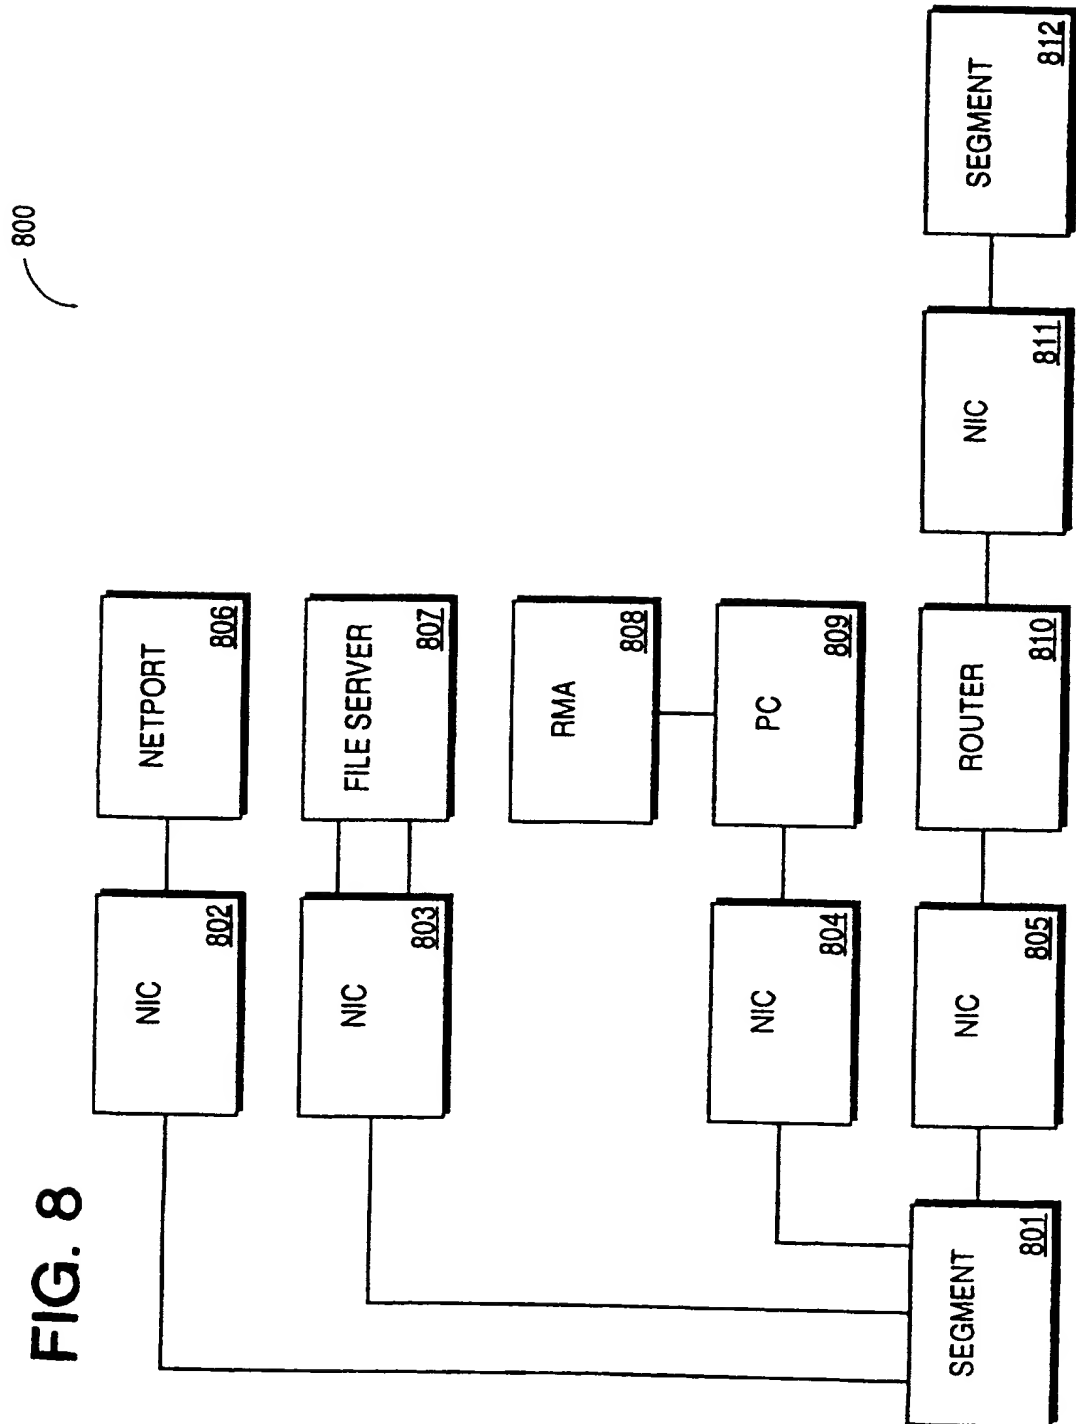 FIG. 8
800
NIC
802
NETPORT
806
NIC
803
FILE SERVER
807
RMA
808
NIC
804
PC
809
SEGMENT
801
NIC
805
ROUTER
810
NIC
811
SEGMENT
812